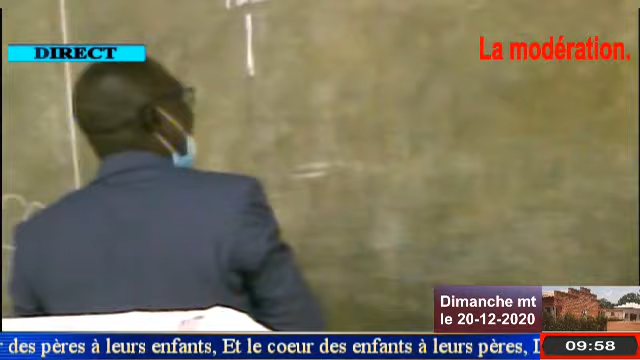 DIRECT
La modération.
Dimanche mt
le 20-12-2020
des pères à leurs enfants, Et le coeur des enfants à leurs pères,
09:58